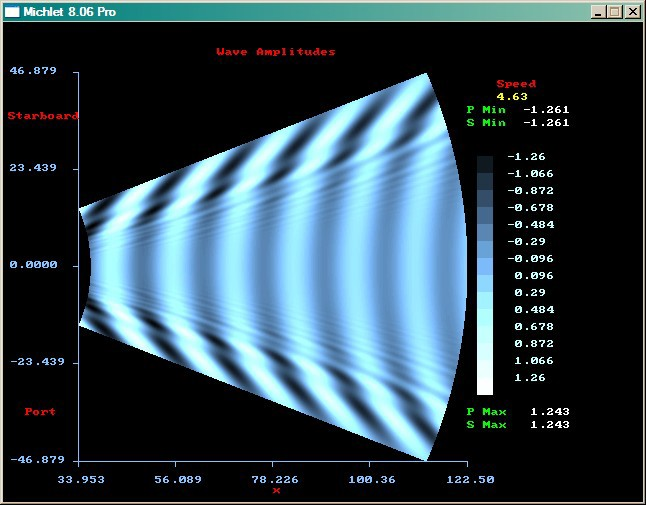 Michlet 8.06 Pro
Wave Amplitudes
46.879
Starboard
23.439
0.0000
-23.439
Port
-46.879
33.953 56.089 78.226 100.36 122.50
x
Speed
4.63
P Min -1.261
S Min -1.261
-1.26
-1.066
-0.872
-0.678
-0.484
-0.29
-0.096
0.096
0.29
0.484
0.678
0.872
1.066
1.26
P Max 1.243
S Max 1.243